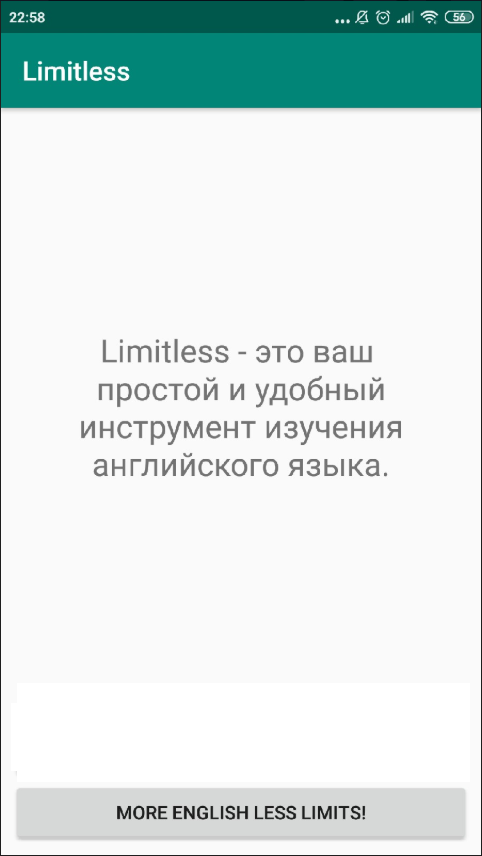 22:58
56
Limitless
Limitless - это ваш
простой и удобный
инструмент изучения
английского языка.
MORE ENGLISH LESS LIMITS!